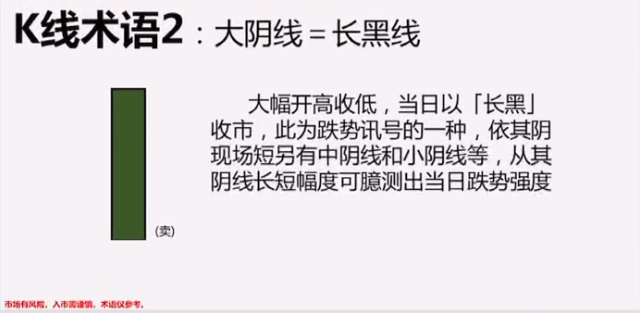 K线术语2：大阴线＝长黑线
大幅开高收低，当日以「长黑」
收市，此为跌势讯号的一种，依其阴
现场短另有中阴线和小阴线等，从其
阴线长短幅度可臆测出当日跌势强度
(卖)
市场有风险，入市需谨慎，术语仅参考。